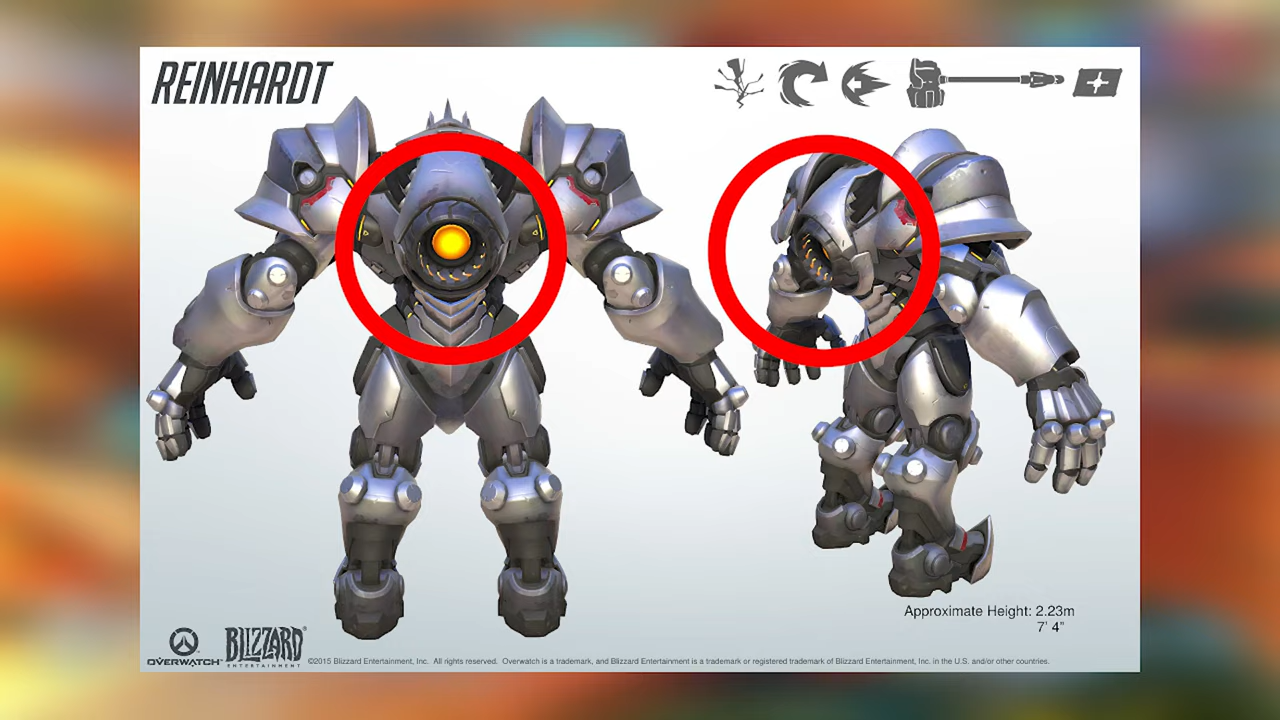 REINHARDT
Approximate Height: 2.23m
7' 4"
OVERWATCH
BLIZZARD®
ENTERTAINMENT
©2015 Blizzard Entertainment, Inc. All rights reserved. Overwatch is a trademark, and Blizzard Entertainment is a trademark or registered trademark of Blizzard Entertainment, Inc. in the U.S. and/or other countries.